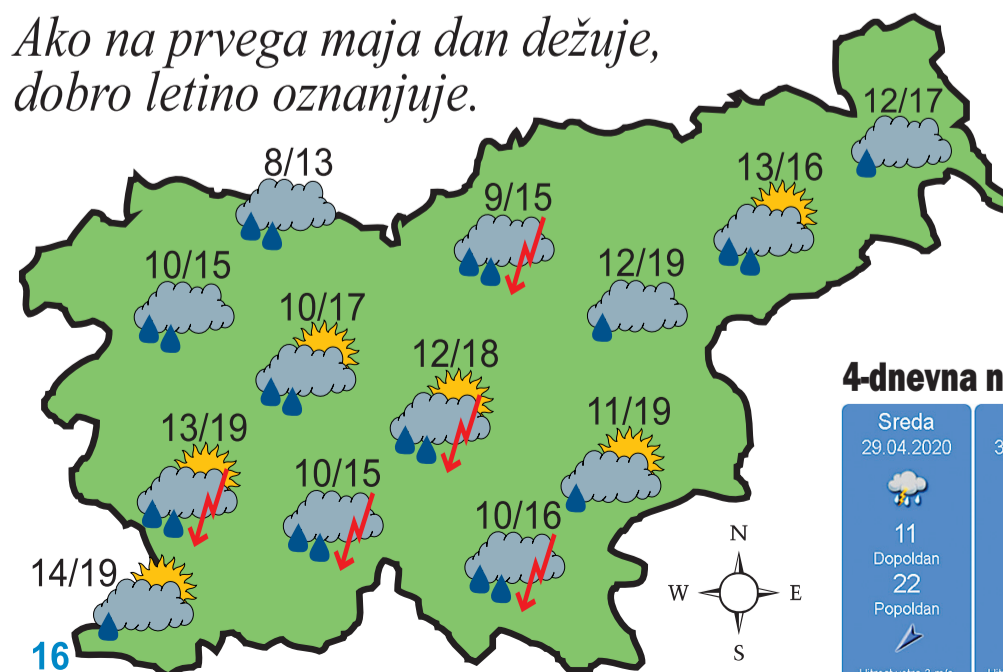 Ako na prvega maja dan dežuje,
dobro letino oznanjuje.
12/17
8/13
13/16
9/15
10/15
12/19
10/17
12/18
13/19
11/19
10/15
10/16
14/19
16
N
W
E
S
4-dnevna n
Sreda
29.04.2020
3
11
Dopoldan
22
Popoldan